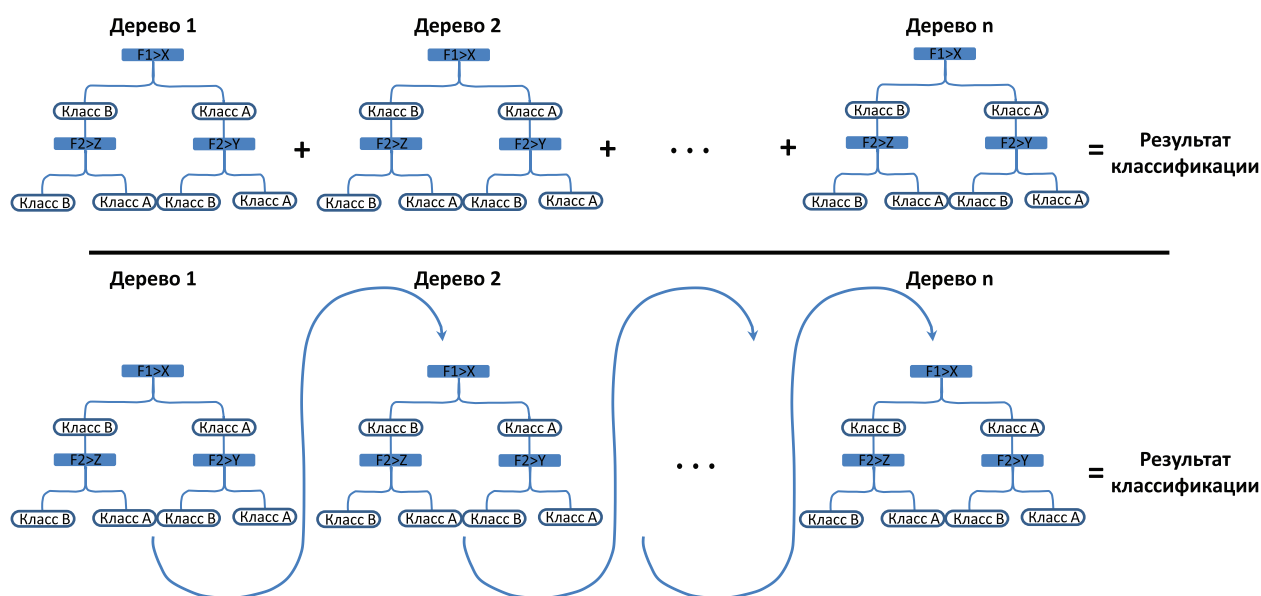 Дерево 1 Дерево 2 Дерево n
F1>X F1>X F1>X
Класс B Класс A Класс B Класс A Класс B Класс A
F2>Z F2>Y + F2>Z F2>Y + ... + F2>Z F2>Y = Результат
классификации
Класс B Класс A Класс B Класс A Класс B Класс A Класс B Класс A Класс B Класс A Класс B Класс A
Дерево 1 Дерево 2 Дерево n
F1>X F1>X F1>X
Класс B Класс A Класс B Класс A Класс B Класс A
F2>Z F2>Y F2>Z F2>Y ... F2>Z F2>Y = Результат
классификации
Класс B Класс A Класс B Класс A Класс B Класс A Класс B Класс A Класс B Класс A Класс B Класс A